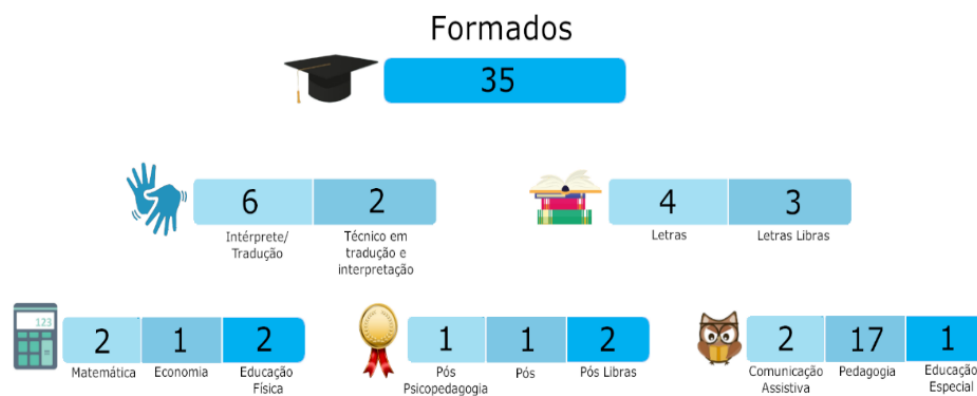 Formados
35
6
2
Intérprete/
Tradução
Técnico em
tradução e
interpretação
4
3
Letras
Letras Libras
123
2
1
2
Matemática
Economia
Educação
Física
1
1
2
Pós
Psicopedagogia
Pós
Pós Libras
2
17
1
Comunicação
Assistiva
Pedagogia
Educação
Especial